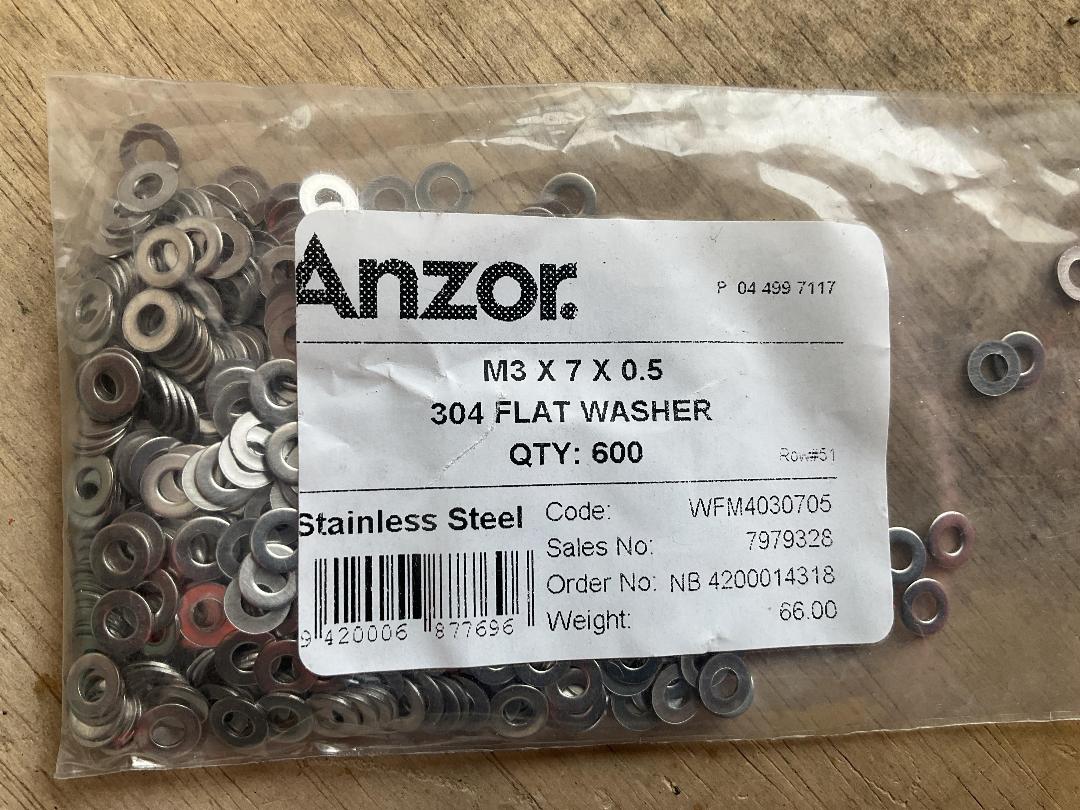 Anzor.
P 04 499 7117
M3 X 7 X 0.5
304 FLAT WASHER
QTY: 600
Row#51
Stainless Steel
Code: WFM4030705
Sales No: 7979328
Order No: NB 4200014318
Weight: 66.00
9 420006 877696